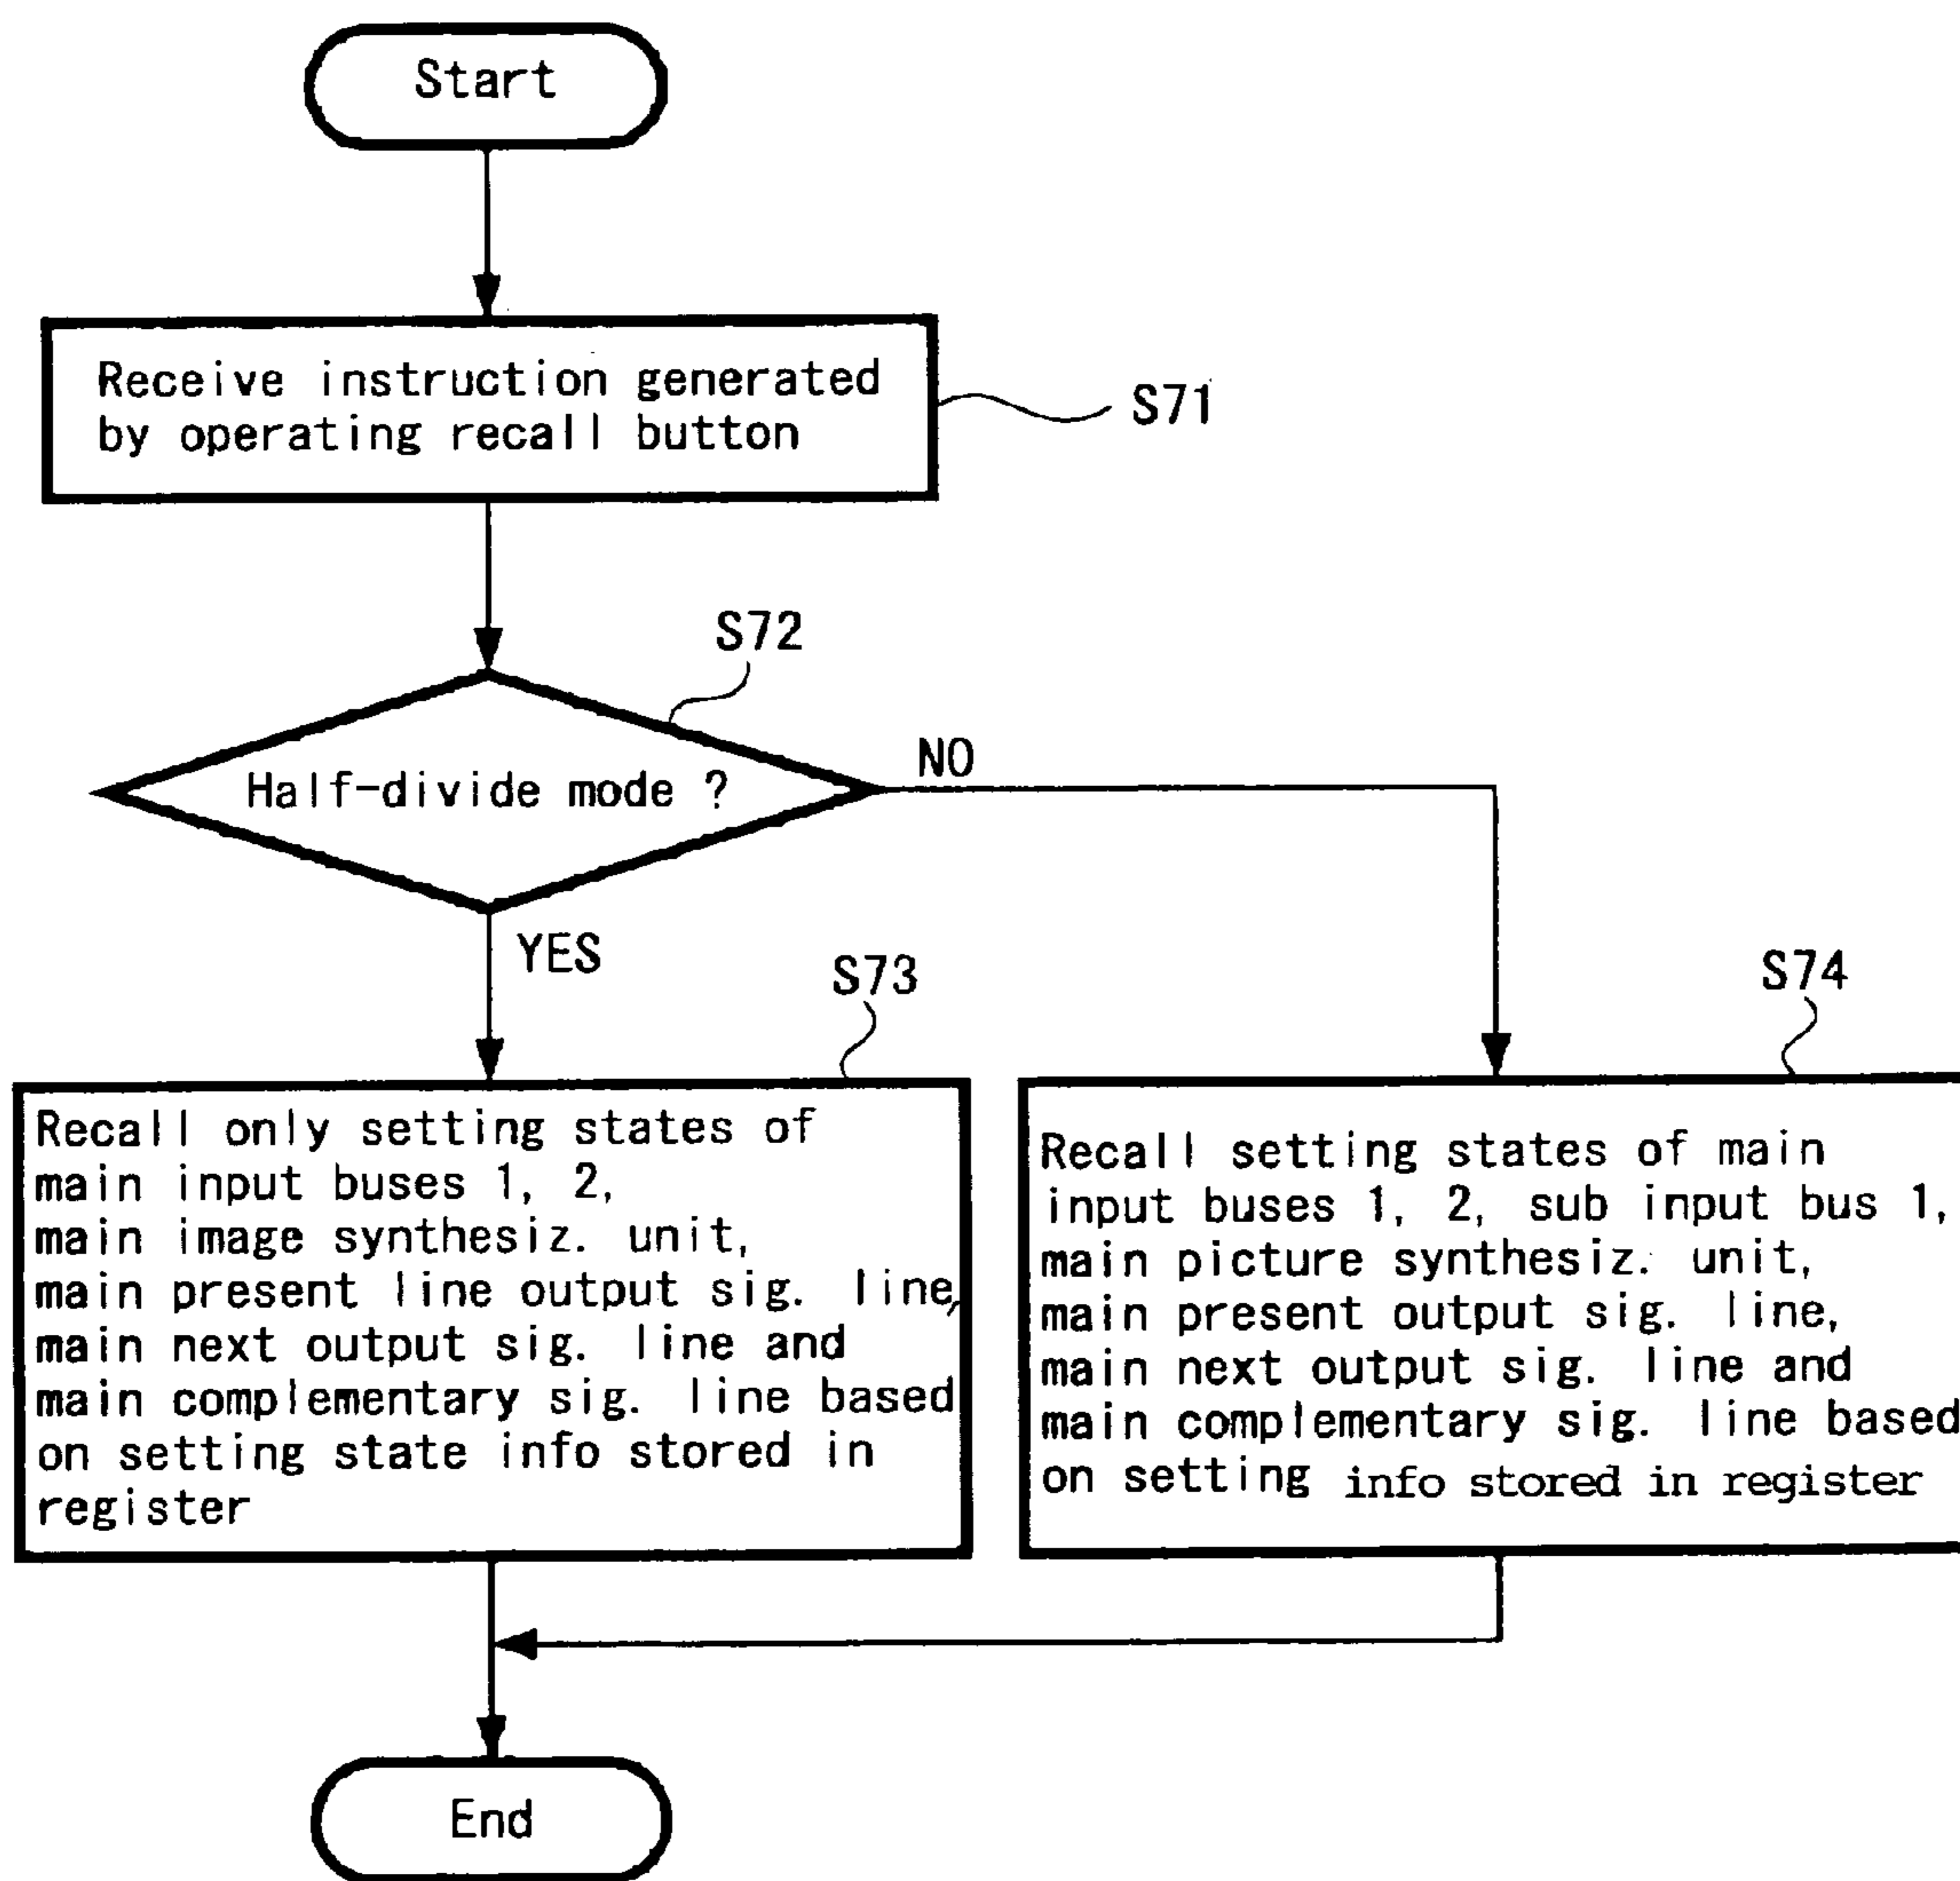 Start
Receive instruction generated
by operating recall button
S71
S72
Half-divide mode ?
NO
YES
S73
S74
Recall only setting states of
main input buses 1, 2,
main image synthesiz. unit,
main present line output sig. line,
main next output sig. line and
main complementary sig. line based
on setting state info stored in
register
Recall setting states of main
input buses 1, 2, sub input bus 1,
main picture synthesiz. unit,
main present output sig. line,
main next output sig. line and
main complementary sig. line based
on setting info stored in register
End